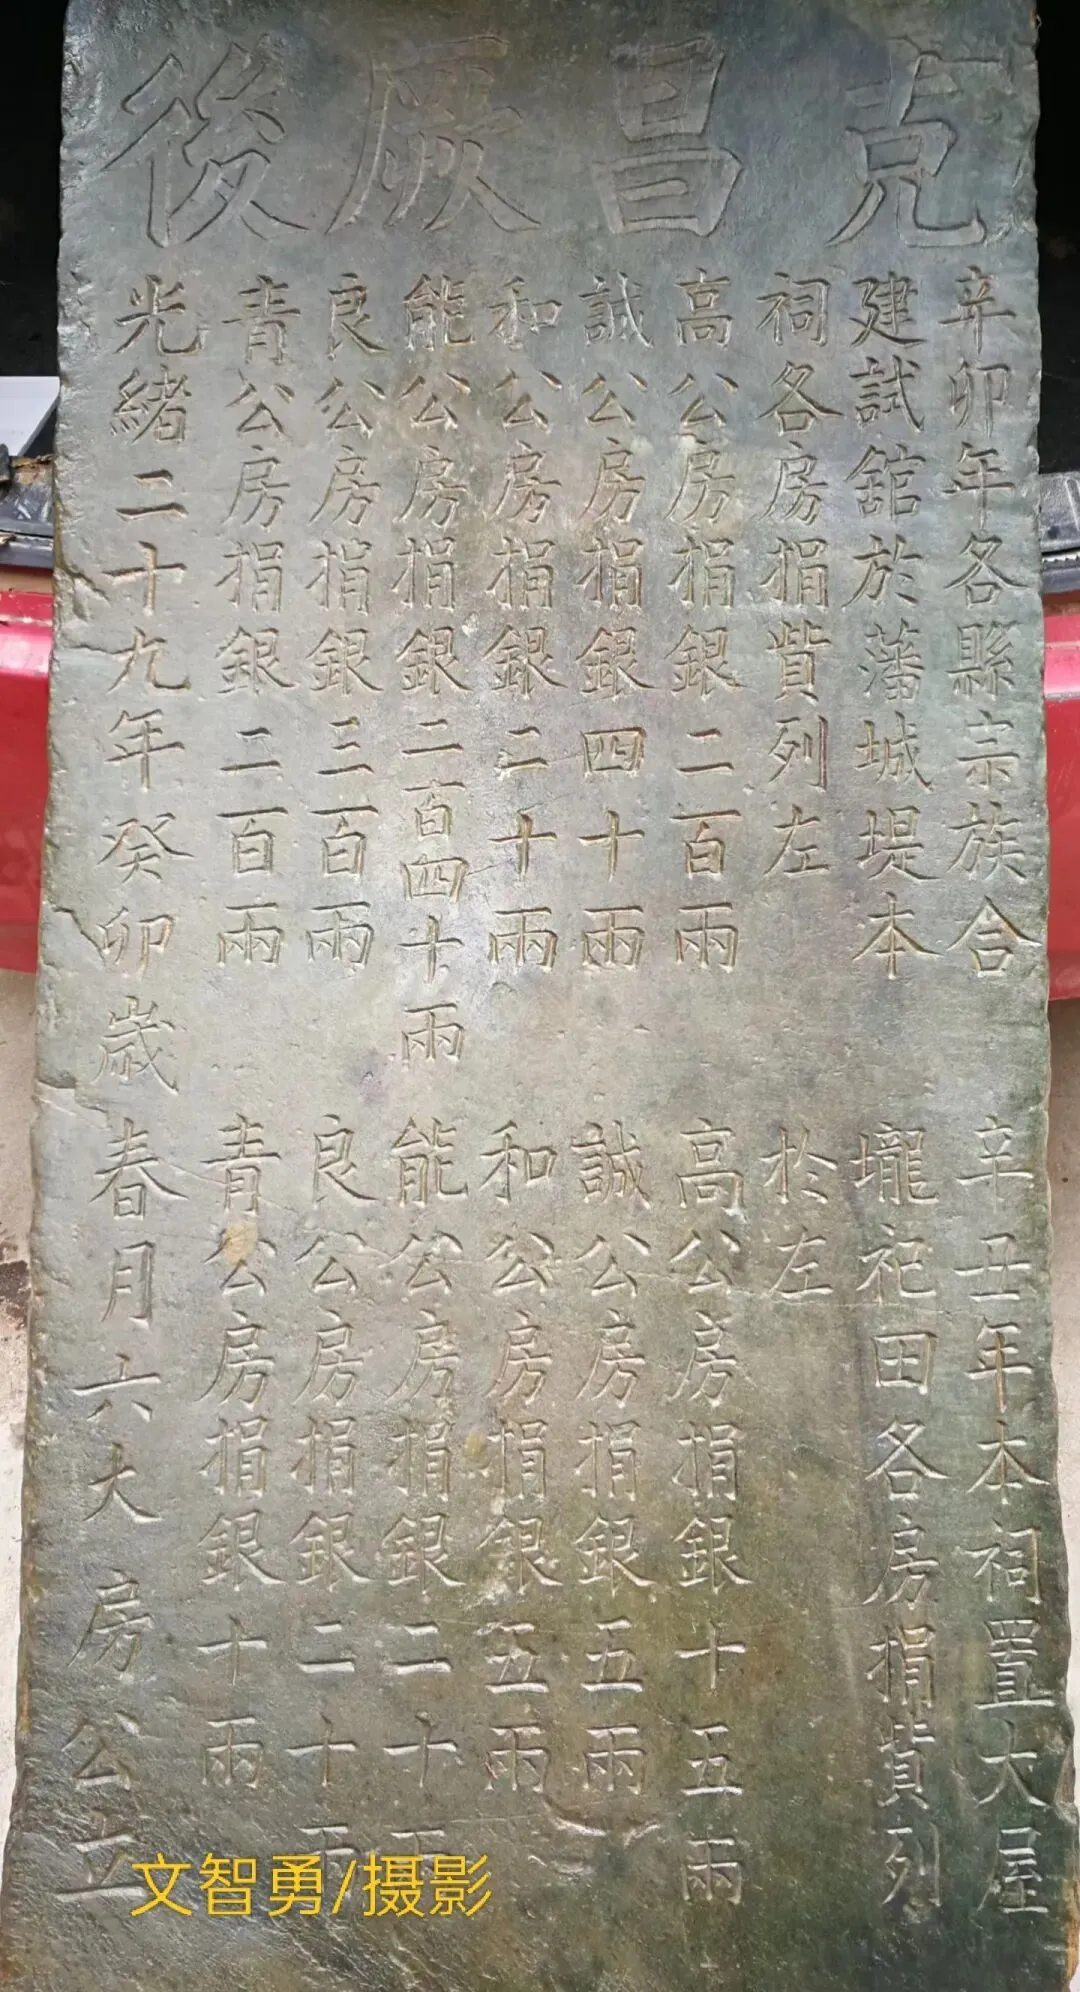 克昌厥後
辛卯年各縣宗族合
建試舘於藩城堤本
祠各房捐貲列左
高公房捐銀二百兩
誠公房捐銀四十兩
和公房捐銀二十兩
能公房捐銀二百四十兩
良公房捐銀三百兩
青公房捐銀二百兩
辛丑年本祠置大屋
壠祀田各房捐貲列
於左
高公房捐銀十五兩
誠公房捐銀五兩
和公房捐銀五兩
能公房捐銀二十兩
良公房捐銀二十兩
青公房捐銀十兩
光緒二十九年癸卯歲春月六大房公立
文智勇/摄影